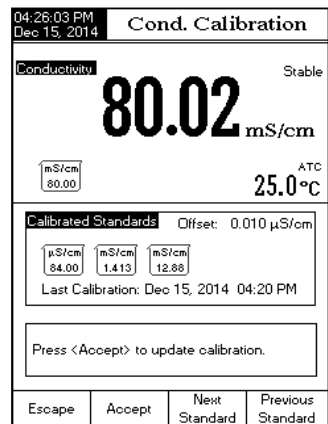 04:26:03 PM
Dec 15, 2014
Cond. Calibration
Conductivity
Stable
80.02 mS/cm
mS/cm
80.00
ATC
25.0°C
Calibrated Standards Offset: 0.010 µS/cm
µS/cm mS/cm mS/cm
84.00 1.413 12.88
Last Calibration: Dec 15, 2014 04:20 PM
Press <Accept> to update calibration.
Escape Accept Next Standard Previous Standard